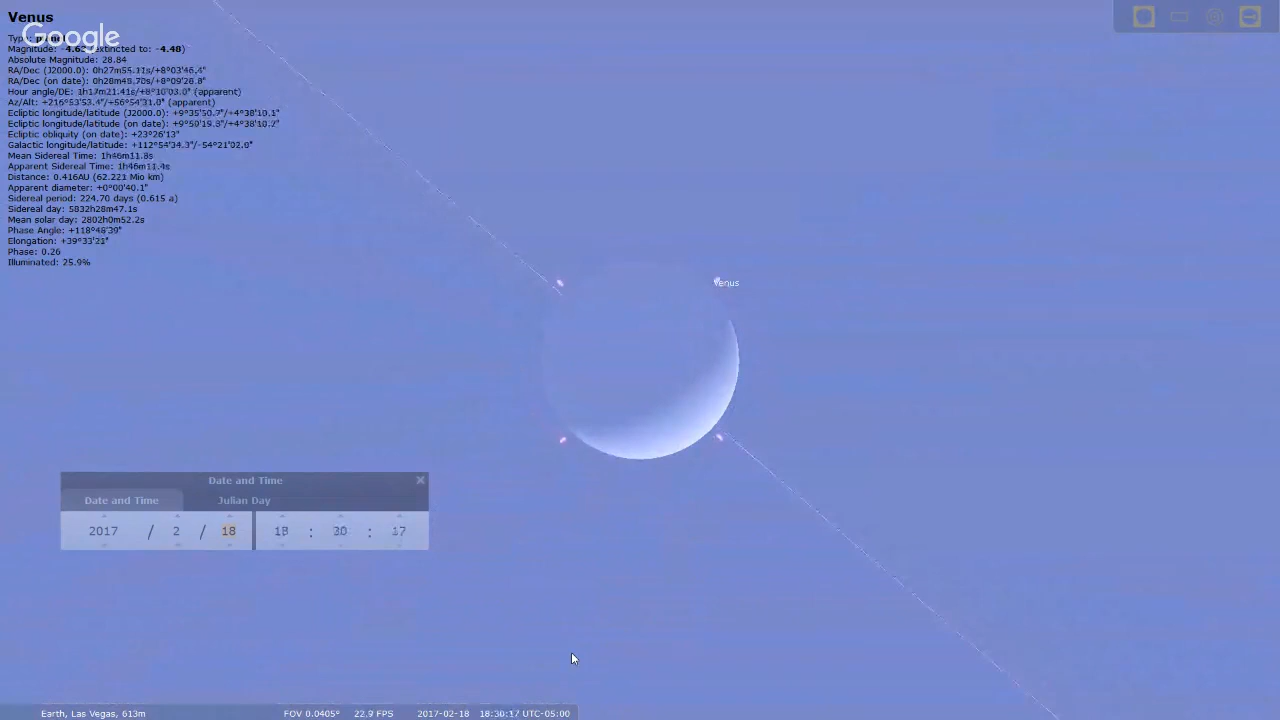 Venus
Google
Type: planet
Magnitude: -4.63 (extincted to: -4.48)
Absolute Magnitude: 28.84
RA/Dec (J2000.0): 0h27m55.11s/+8°03'46.4"
RA/Dec (on date): 0h28m48.70s/+8°09'28.8"
Hour angle/DE: 1h17m21.41s/+8°10'03.0" (apparent)
Az/Alt: +216°53'53.4"/+56°54'31.0" (apparent)
Ecliptic longitude/latitude (J2000.0): +9°35'50.7"/+4°38'10.1"
Ecliptic longitude/latitude (on date): +9°50'19.3"/+4°38'10.7"
Ecliptic obliquity (on date): +23°26'13"
Galactic longitude/latitude: +112°54'34.3"/-54°21'02.0"
Mean Sidereal Time: 1h46m11.8s
Apparent Sidereal Time: 1h46m11.4s
Distance: 0.416AU (62.221 Mio km)
Apparent diameter: +0°00'40.1"
Sidereal period: 224.70 days (0.615 a)
Sidereal day: 5832h28m47.1s
Mean solar day: 2802h0m52.2s
Phase Angle: +118°48'39"
Elongation: +39°33'21"
Phase: 0.26
Illuminated: 25.9%
Venus
Date and Time
Date and Time Julian Day
2017 / 2 / 18 : 30 : 17
Earth, Las Vegas, 613m FOV 0.0405° 22.9 FPS 2017-02-18 18:30:17 UTC-05:00